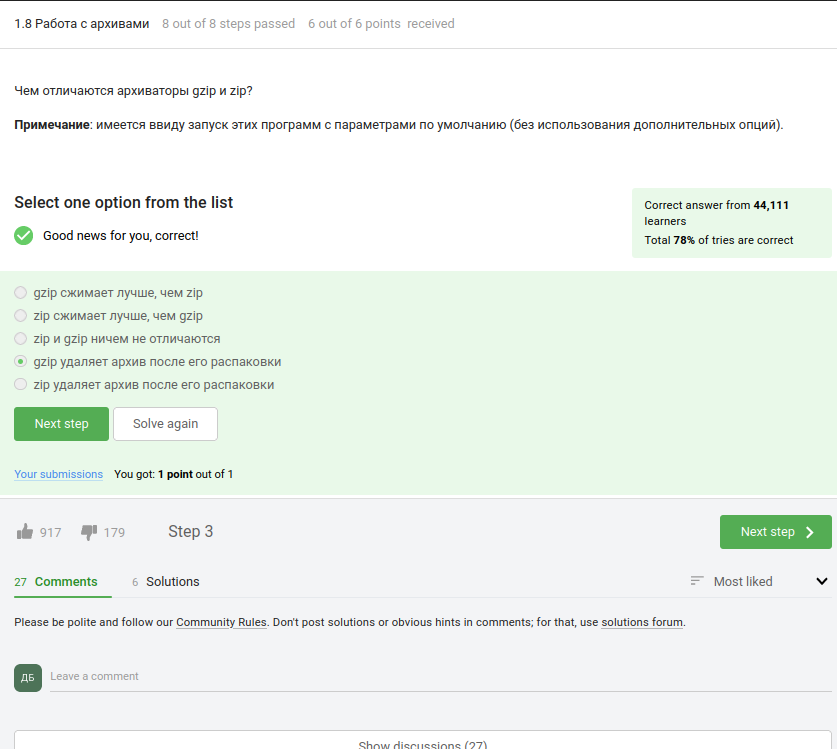 1.8 Работа с архивами 8 out of 8 steps passed 6 out of 6 points received
Чем отличаются архиваторы gzip и zip?
Примечание: имеется ввиду запуск этих программ с параметрами по умолчанию (без использования дополнительных опций).
Select one option from the list
Good news for you, correct!
Correct answer from 44,111
learners
Total 78% of tries are correct
gzip сжимает лучше, чем zip
zip сжимает лучше, чем gzip
zip и gzip ничем не отличаются
gzip удаляет архив после его распаковки
zip удаляет архив после его распаковки
Next step Solve again
Your submissions You got: 1 point out of 1
917 179 Step 3 Next step
27 Comments 6 Solutions Most liked
Please be polite and follow our Community Rules. Don't post solutions or obvious hints in comments; for that, use solutions forum.
ДБ Leave a comment
Show discussions (27)